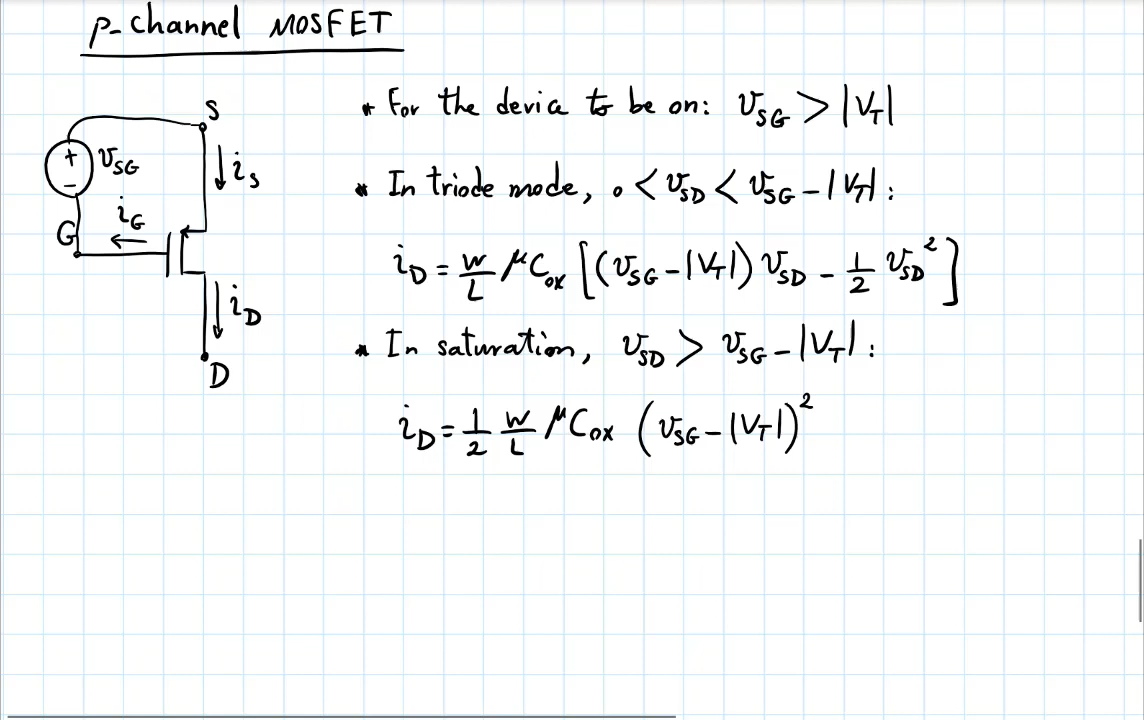 p-channel MOSFET
* For the device to be on: v_SG > |V_T|
* In triode mode, 0 < v_SD < v_SG - |V_T| :
i_D = W/L μC_ox [(v_SG - |V_T|) v_SD - 1/2 v_SD²]
* In saturation, v_SD > v_SG - |V_T| :
i_D = 1/2 W/L μC_ox (v_SG - |V_T|)²
S
+
v_SG
-
i_S
i_G
G
i_D
D